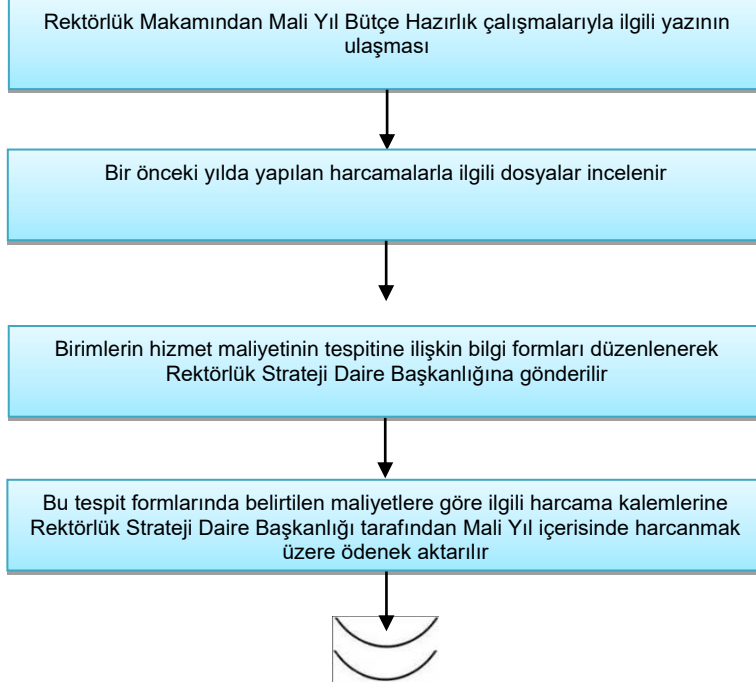 Rektörlük Makamından Mali Yıl Bütçe Hazırlık çalışmalarıyla ilgili yazının
ulaşması
Bir önceki yılda yapılan harcamalarla ilgili dosyalar incelenir
Birimlerin hizmet maliyetinin tespitine ilişkin bilgi formları düzenlenerek
Rektörlük Strateji Daire Başkanlığına gönderilir
Bu tespit formlarında belirtilen maliyetlere göre ilgili harcama kalemlerine
Rektörlük Strateji Daire Başkanlığı tarafından Mali Yıl içerisinde harcanmak
üzere ödenek aktarılır